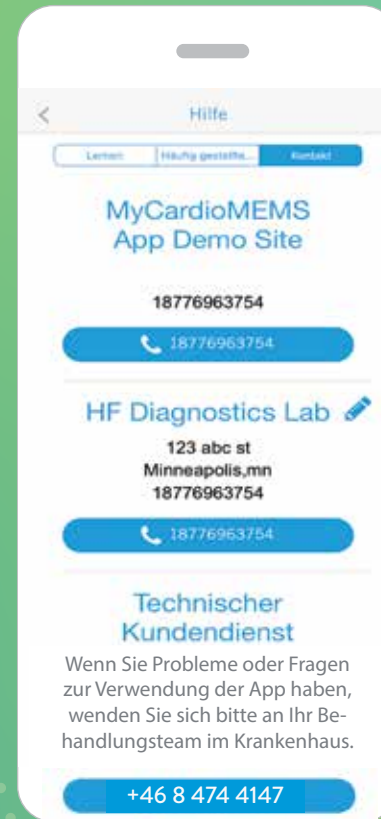 Hilfe
Lernen Häufig gestellte... Kontakt
MyCardioMEMS
App Demo Site
18776963754
18776963754
HF Diagnostics Lab
123 abc st
Minneapolis,mn
18776963754
18776963754
Technischer
Kundendienst
Wenn Sie Probleme oder Fragen
zur Verwendung der App haben,
wenden Sie sich bitte an Ihr Be-
handlungsteam im Krankenhaus.
+46 8 474 4147